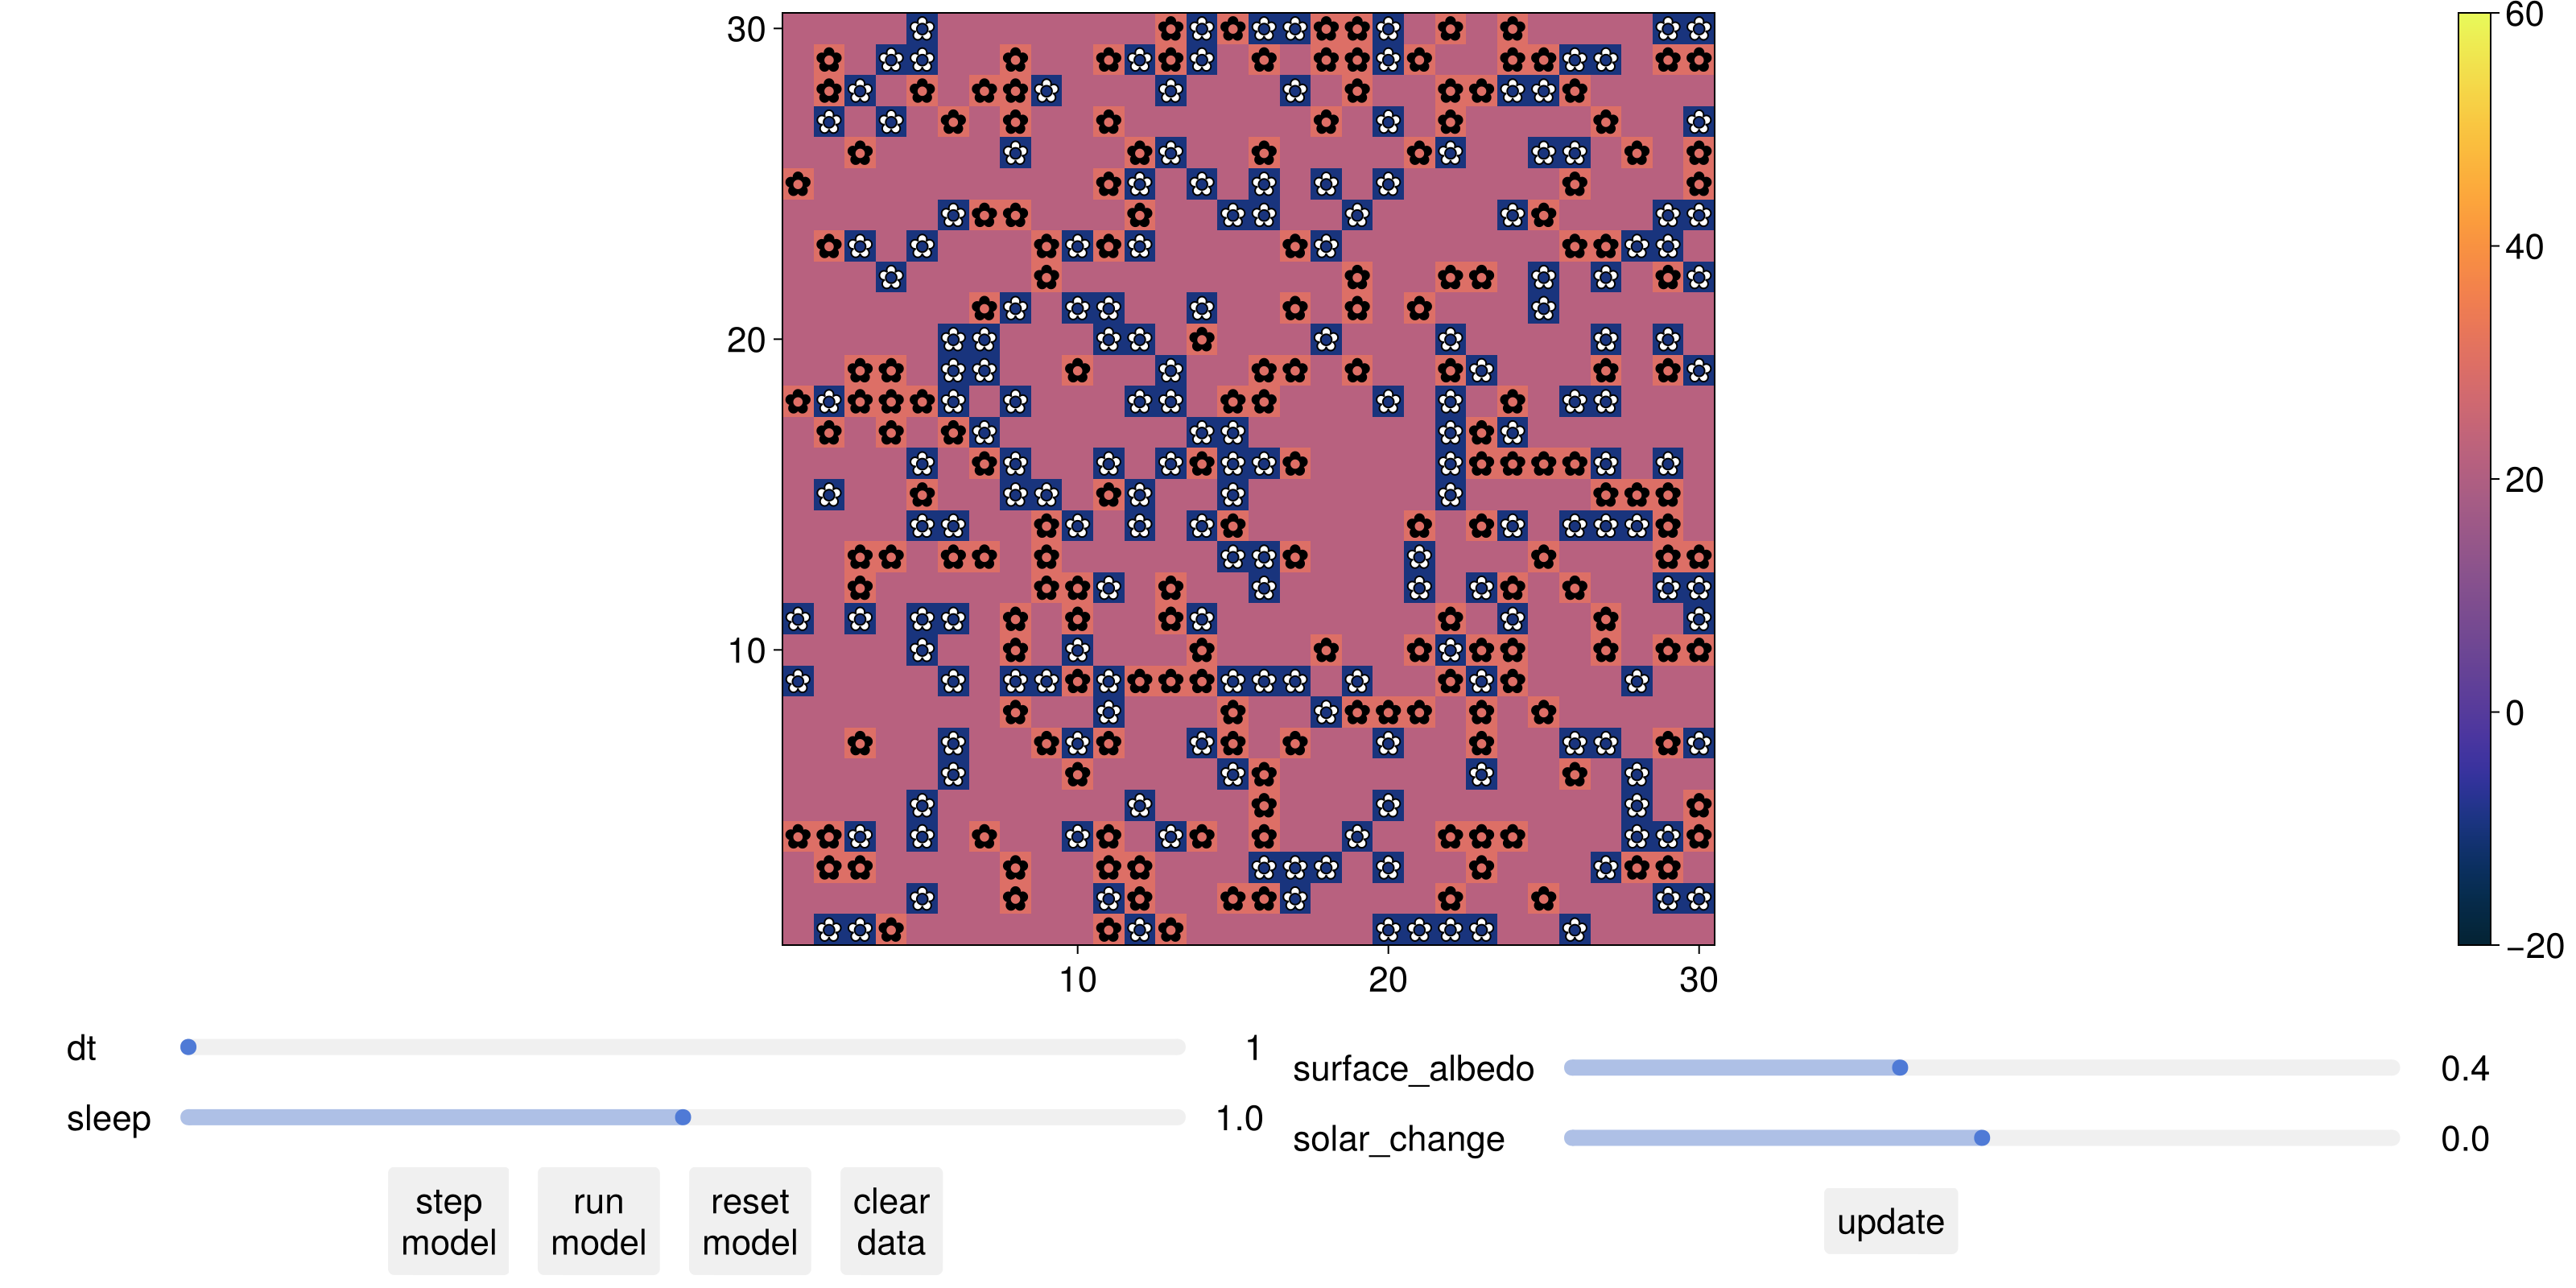 30
20
10
10
20
30
60
40
20
0
−20
dt
1
sleep
1.0
surface_albedo
0.4
solar_change
0.0
step
model
run
model
reset
model
clear
data
update